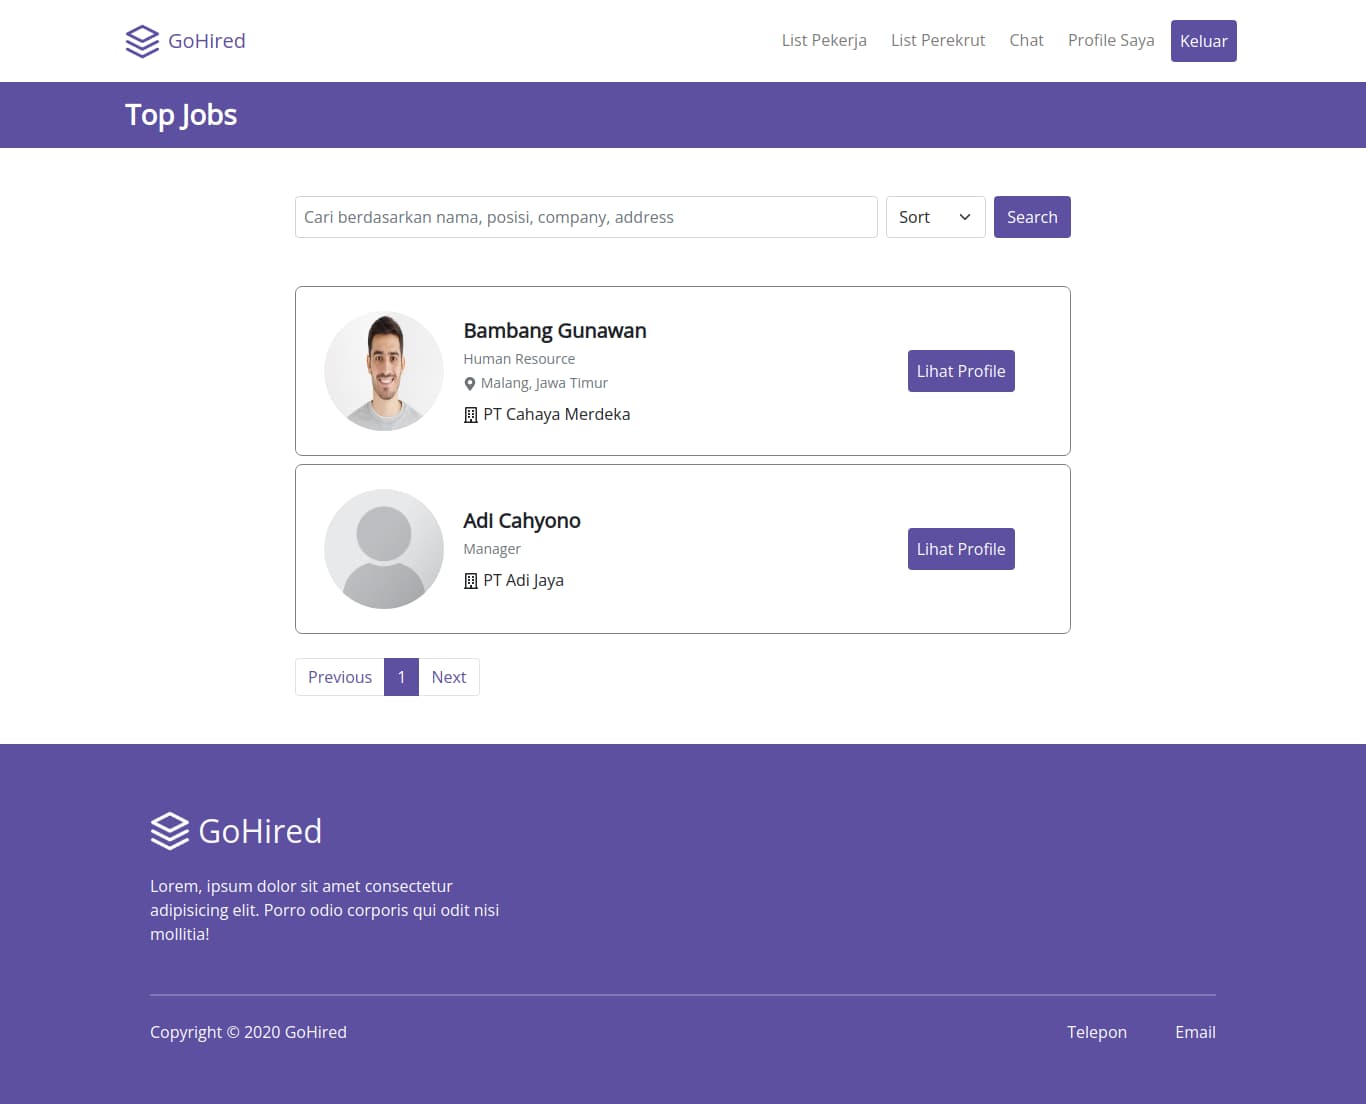 GoHired
List Pekerja
List Perekrut
Chat
Profile Saya
Keluar
Top Jobs
Cari berdasarkan nama, posisi, company, address
Sort
Search
Bambang Gunawan
Human Resource
Malang, Jawa Timur
PT Cahaya Merdeka
Lihat Profile
AdI Cahyono
Manager
PT Adi Jaya
Lihat Profile
Previous
1
Next
GoHired
Lorem, ipsum dolor sit amet consectetur
adipisicing elit. Porro odio corporis qui odit nisi
mollitia!
Copyright © 2020 GoHired
Telepon
Email